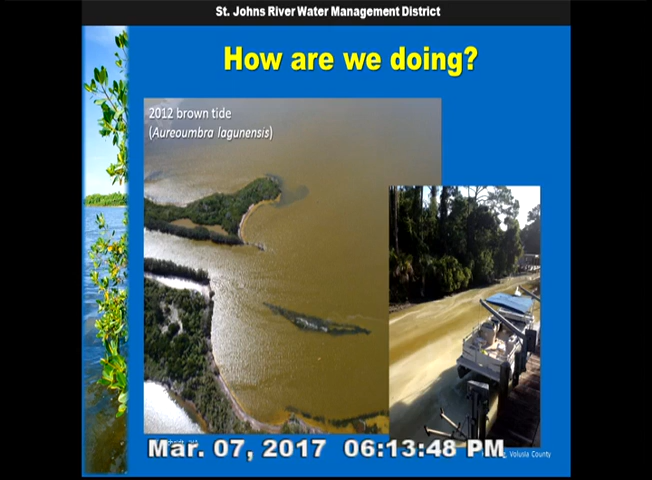 St. Johns River Water Management District
How are we doing?
2012 brown tide
(Aureoumbra lagunensis)
Mar. 07, 2017 06:13:48 PM
Volusia County